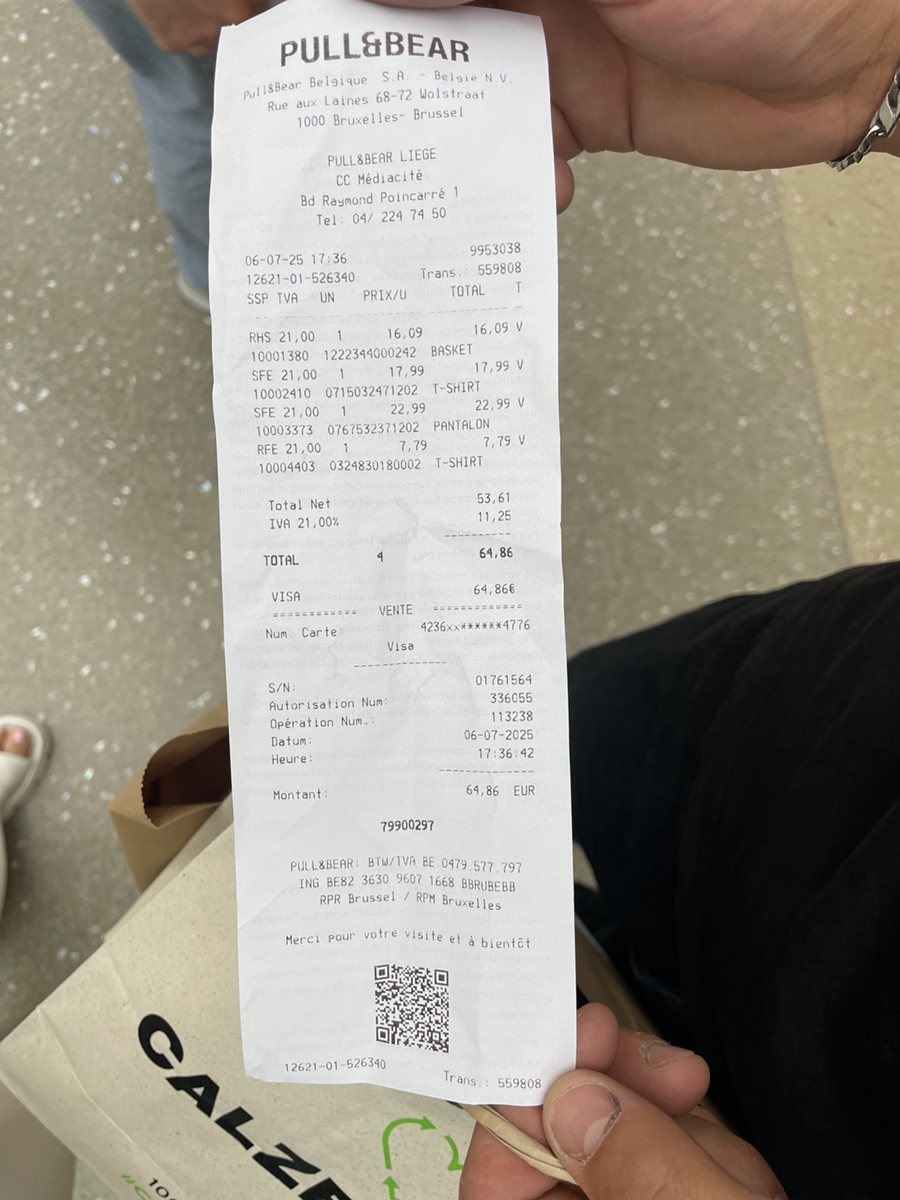 PULL&BEAR
Pull&Bear Belgique S.A. - België N.V.
Rue aux Laines 68-72 Wolstraat
1000 Bruxelles- Brussel
PULL&BEAR LIEGE
CC Médiacité
Bd Raymond Poincarré 1
Tel: 04/ 224 74 50
06-07-25 17:36 9953038
12621-01-526340 Trans.: 559808
SSP TVA UN PRIX/U TOTAL T
RHS 21,00 1 16,09 16,09 V
10001380 1222344000242 BASKET
SFE 21,00 1 17,99 17,99 V
10002410 0715032471202 T-SHIRT
SFE 21,00 1 22,99 22,99 V
10003373 0767532371202 PANTALON
RFE 21,00 1 7,79 7,79 V
10004403 0324830180002 T-SHIRT
Total Net 53,61
IVA 21,00% 11,25
TOTAL 4 64,86
VISA 64,86€
============ VENTE ============
Num. Carte: 4236xx******4776
Visa
S/N: 01761564
Autorisation Num: 336055
Opération Num.: 113238
Datum: 06-07-2025
Heure: 17:36:42
Montant: 64,86 EUR
79900297
PULL&BEAR: BTW/TVA BE.0479.577.797
ING BE82 3630 9607 1668 BBRUBEBB
RPR Brussel / RPM Bruxelles
Merci pour votre visite et à bientôt
12621-01-526340 Trans.: 559808
CALZE
100